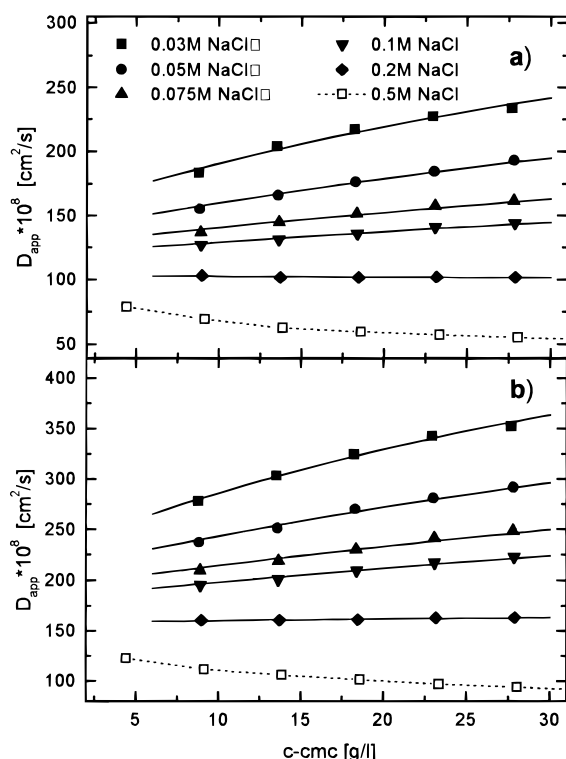 300
250
200
150
100
50
D_app*10^8 [cm^2/s]
0.03M NaCl□
0.05M NaCl□
0.075M NaCl□
0.1M NaCl
0.2M NaCl
0.5M NaCl
a)
400
350
300
250
200
150
100
D_app*10^8 [cm^2/s]
b)
5 10 15 20 25 30
c-cmc [g/l]